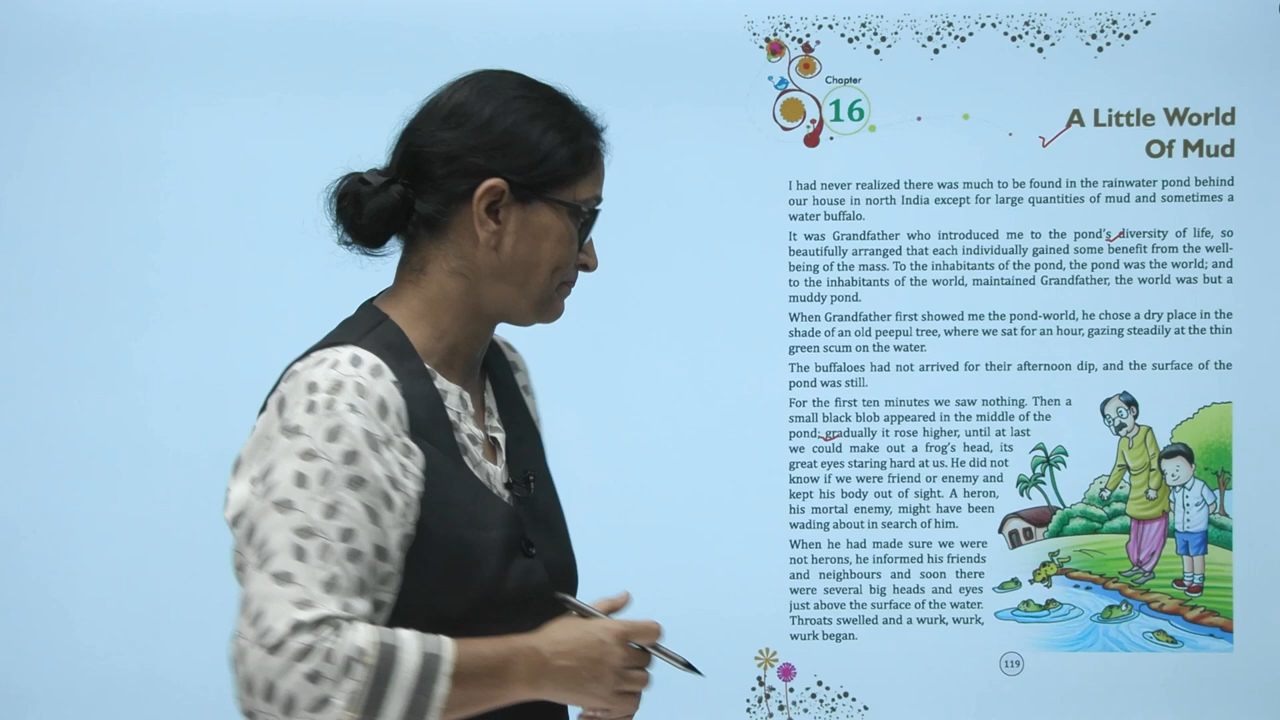 Chapter
16
A Little World
Of Mud
I had never realized there was much to be found in the rainwater pond behind
our house in north India except for large quantities of mud and sometimes a
water buffalo.
It was Grandfather who introduced me to the pond's diversity of life, so
beautifully arranged that each individually gained some benefit from the well-
being of the mass. To the inhabitants of the pond, the pond was the world; and
to the inhabitants of the world, maintained Grandfather, the world was but a
muddy pond.
When Grandfather first showed me the pond-world, he chose a dry place in the
shade of an old peepul tree, where we sat for an hour, gazing steadily at the thin
green scum on the water.
The buffaloes had not arrived for their afternoon dip, and the surface of the
pond was still.
For the first ten minutes we saw nothing. Then a
small black blob appeared in the middle of the
pond; gradually it rose higher, until at last
we could make out a frog's head, its
great eyes staring hard at us. He did not
know if we were friend or enemy and
kept his body out of sight. A heron,
his mortal enemy, might have been
wading about in search of him.
When he had made sure we were
not herons, he informed his friends
and neighbours and soon there
were several big heads and eyes
just above the surface of the water.
Throats swelled and a wurk, wurk,
wurk began.
119